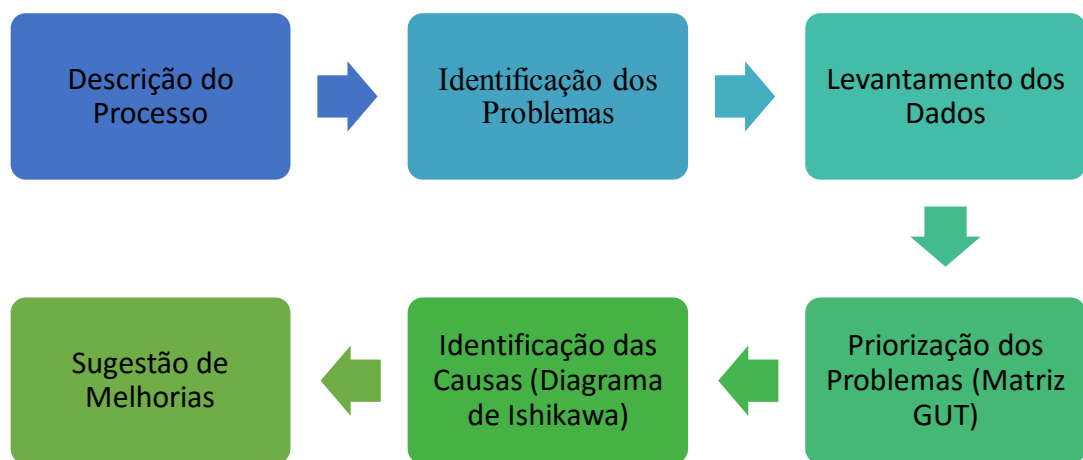 Descrição do
Processo
Identificação dos
Problemas
Levantamento dos
Dados
Priorização dos
Problemas (Matriz
GUT)
Identificação das
Causas (Diagrama
de Ishikawa)
Sugestão de
Melhorias